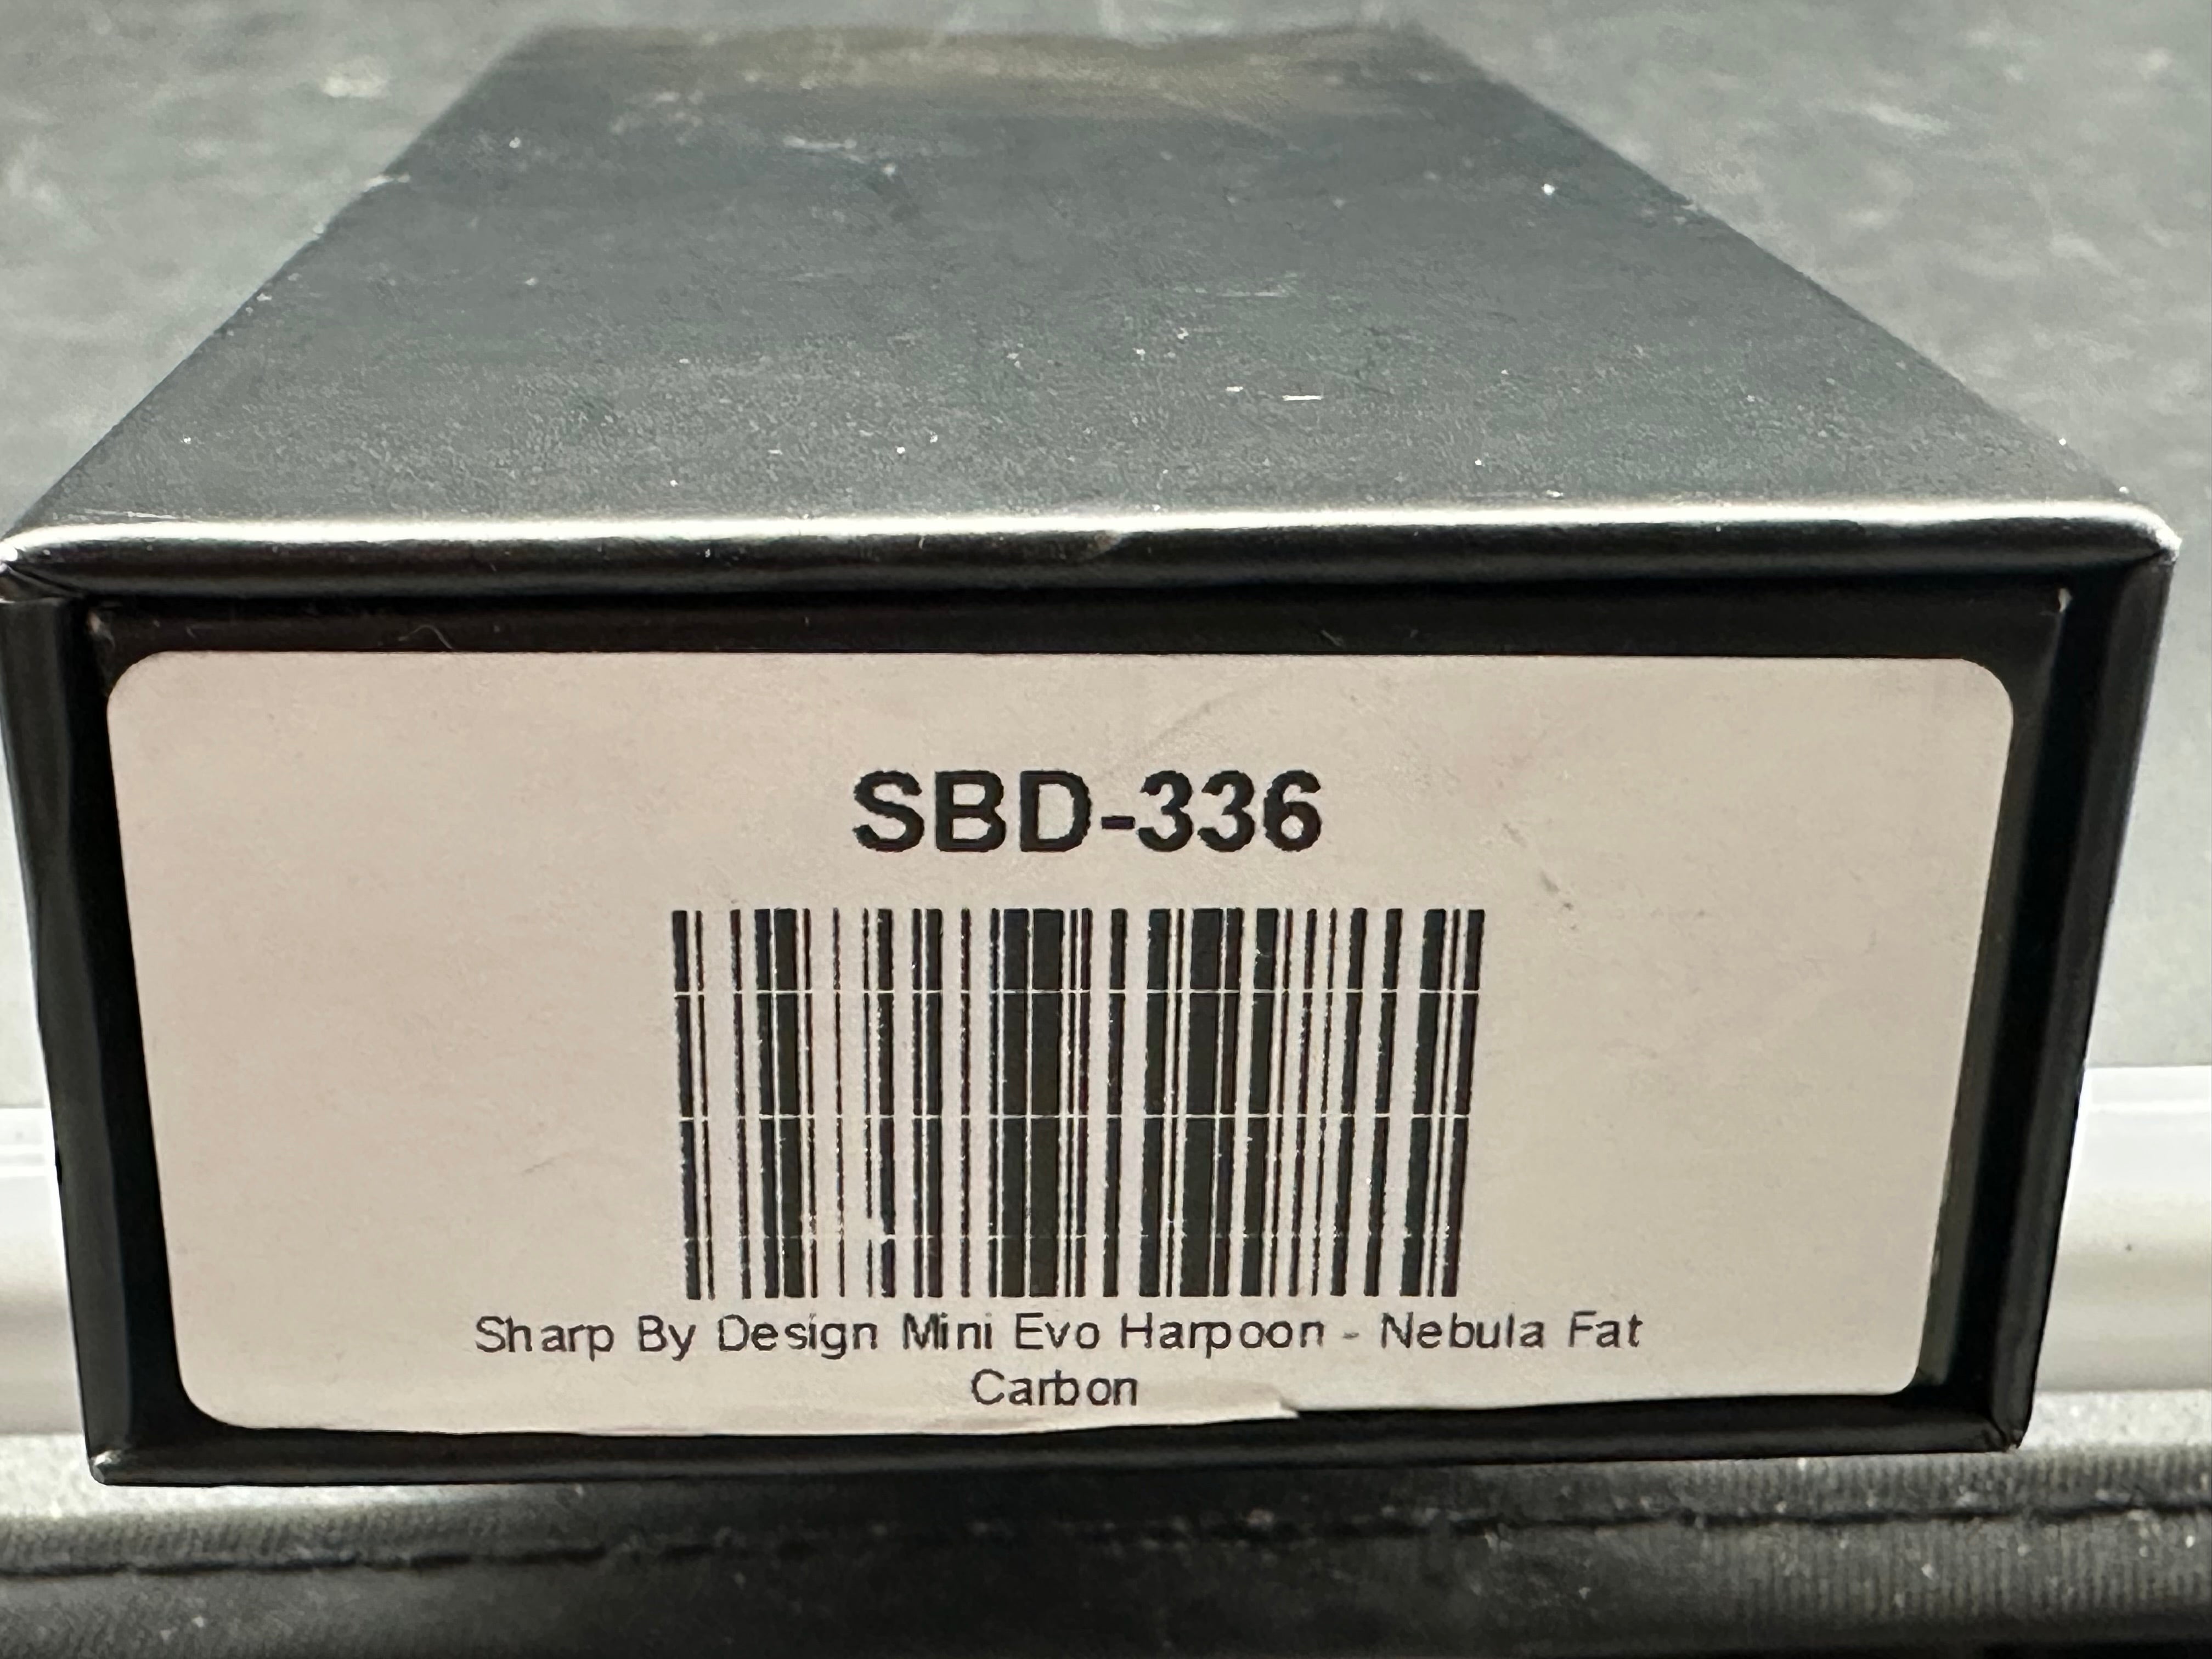 SBD-336
Sharp By Design Mini Evo Harpoon - Nebula Fat
Carbon